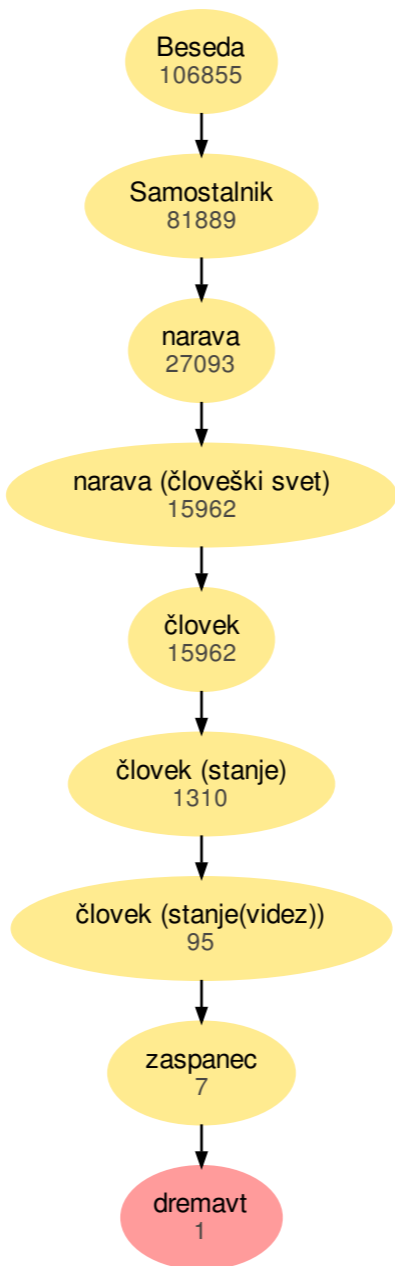 Beseda
106855
Samostalnik
81889
narava
27093
narava (človeški svet)
15962
človek
15962
človek (stanje)
1310
človek (stanje(videz))
95
zaspanec
7
dremavt
1